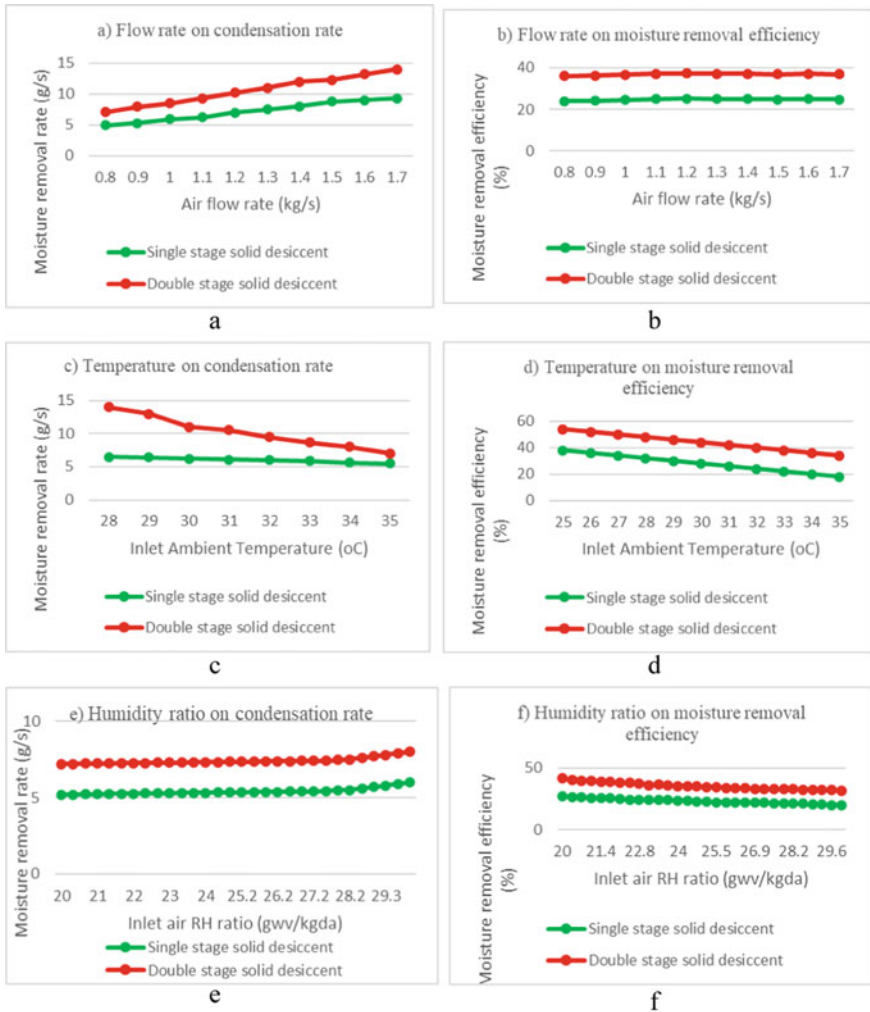 a) Flow rate on condensation rate
Moisture removal rate (g/s)
15
10
5
0
0.8 0.9 1 1.1 1.2 1.3 1.4 1.5 1.6 1.7
Air flow rate (kg/s)
Single stage solid desiccent
Double stage solid desiccent
a
b) Flow rate on moisture removal efficiency
Moisture removal efficiency
(%)
40
20
0
0.8 0.9 1 1.1 1.2 1.3 1.4 1.5 1.6 1.7
Air flow rate (kg/s)
Single stage solid desiccent
Double stage solid desiccent
b
c) Temperature on condensation rate
Moisture removal rate (g/s)
15
10
5
0
28 29 30 31 32 33 34 35
Inlet Ambient Temperature (oC)
Single stage solid desiccent
Double stage solid desiccent
c
d) Temperature on moisture removal
efficiency
Moisture removal efficiency
(%)
60
40
20
0
25 26 27 28 29 30 31 32 33 34 35
Inlet Ambient Temperature (oC)
Single stage solid desiccent
Double stage solid desiccent
d
e) Humidity ratio on condensation rate
Moisture removal rate (g/s)
10
5
0
20 21 22 23 24 25.2 26.2 27.2 28.2 29.3
Inlet air RH ratio (gwv/kgda)
Single stage solid desiccent
Double stage solid desiccent
e
f) Humidity ratio on moisture removal
efficiency
Moisture removal efficiency
(%)
50
0
20 21.4 22.8 24 25.5 26.9 28.2 29.6
Inlet air RH ratio (gwv/kgda)
Single stage solid desiccent
Double stage solid desiccent
f